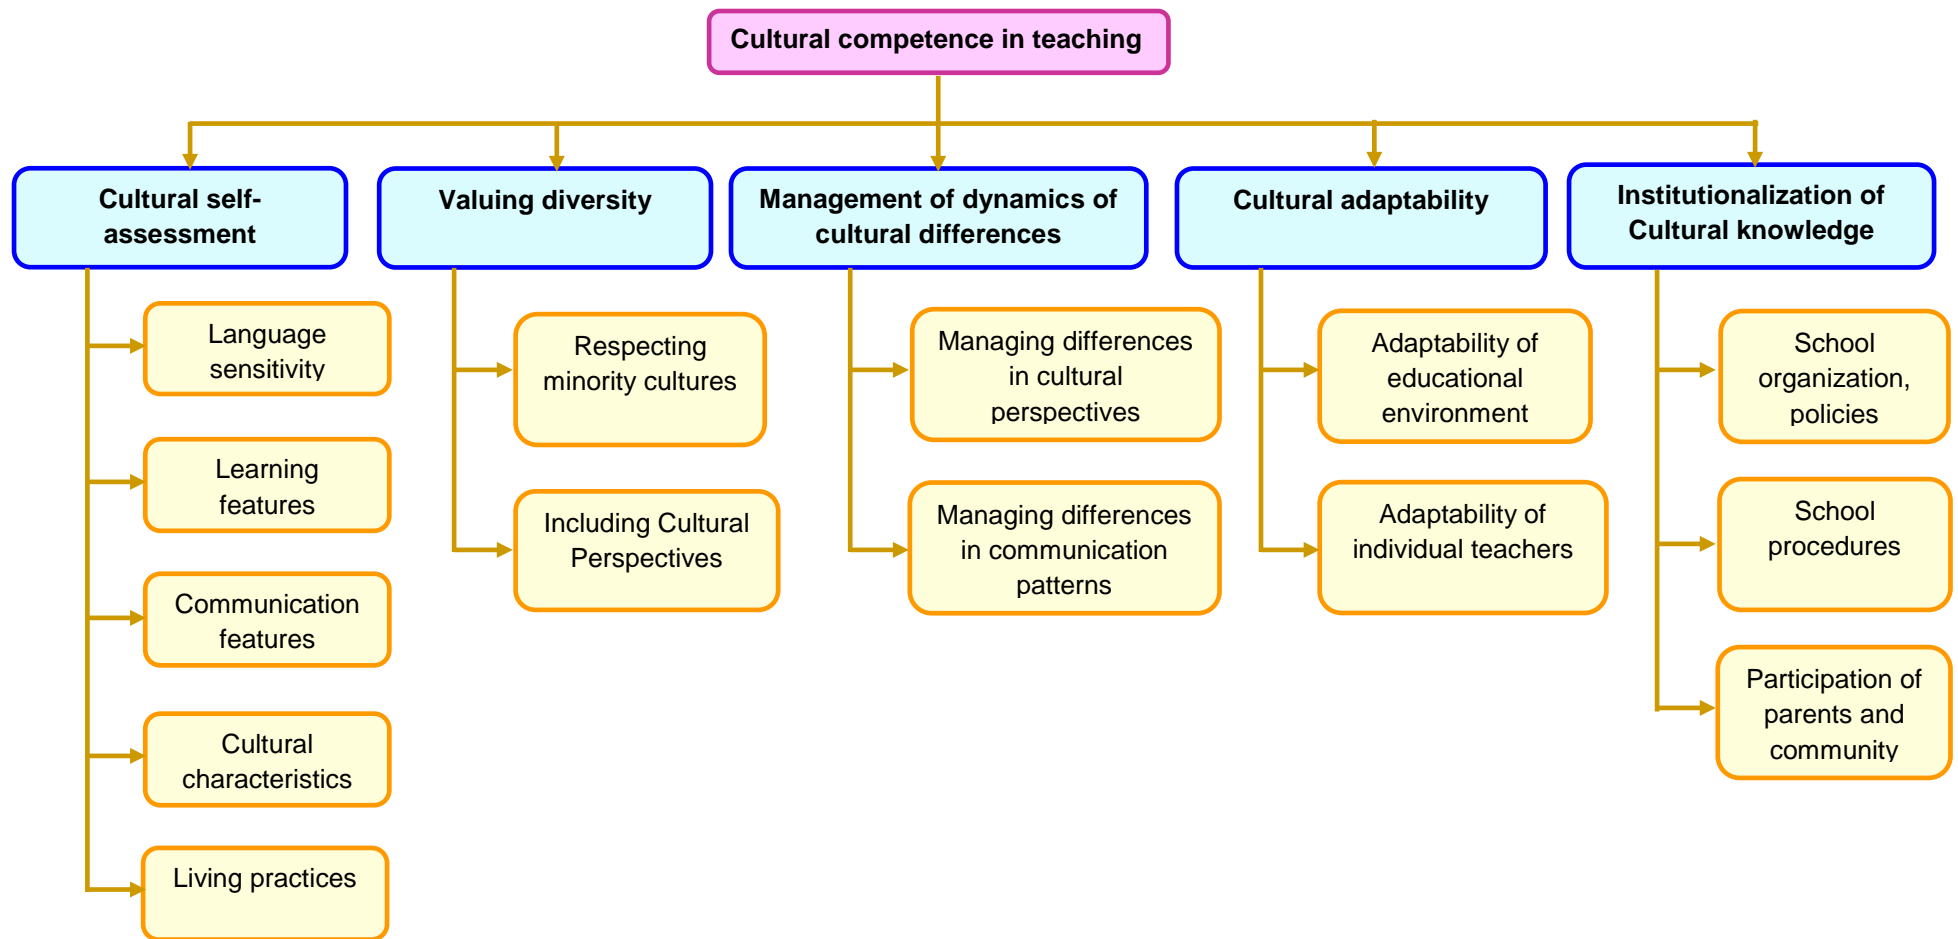 Cultural competence in teaching
Cultural self-
assessment
Valuing diversity
Management of dynamics of
cultural differences
Cultural adaptability
Institutionalization of
Cultural knowledge
Language
sensitivity
Learning
features
Communication
features
Cultural
characteristics
Living practices
Respecting
minority cultures
Including Cultural
Perspectives
Managing differences
in cultural
perspectives
Managing differences
in communication
patterns
Adaptability of
educational
environment
Adaptability of
individual teachers
School
organization,
policies
School
procedures
Participation of
parents and
community